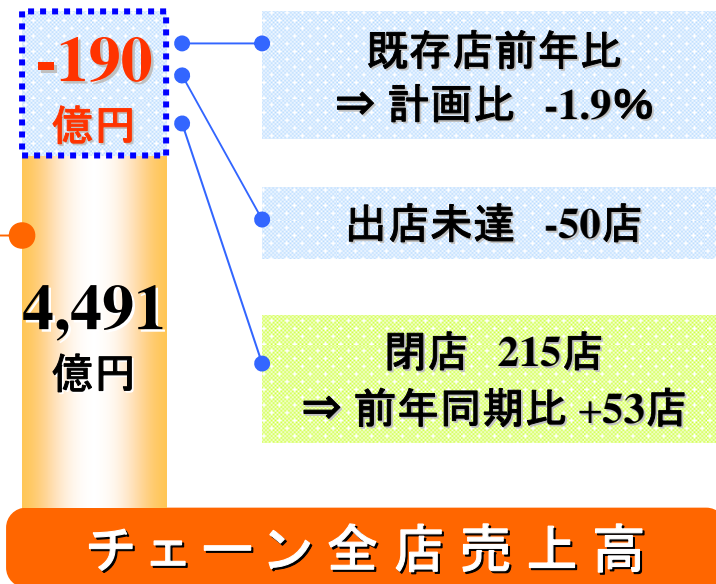 -190
億円
既存店前年比
⇒ 計画比 -1.9%
出店未達 -50店
4,491
億円
閉店 215店
⇒ 前年同期比 +53店
チェーン全店売上高